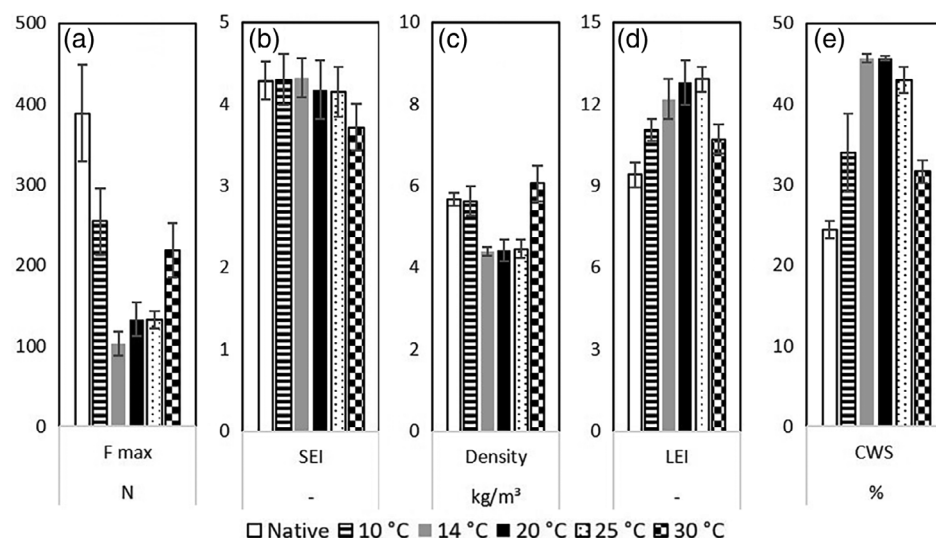 (a) (b) (c) (d) (e)
500 5 10 15 50
400 4 8 12 40
300 3 6 9 30
200 2 4 6 20
100 1 2 3 10
0 0 0 0 0
F max SEI Density LEI CWS
N - kg/m³ - %
Native 10 °C 14 °C 20 °C 25 °C 30 °C